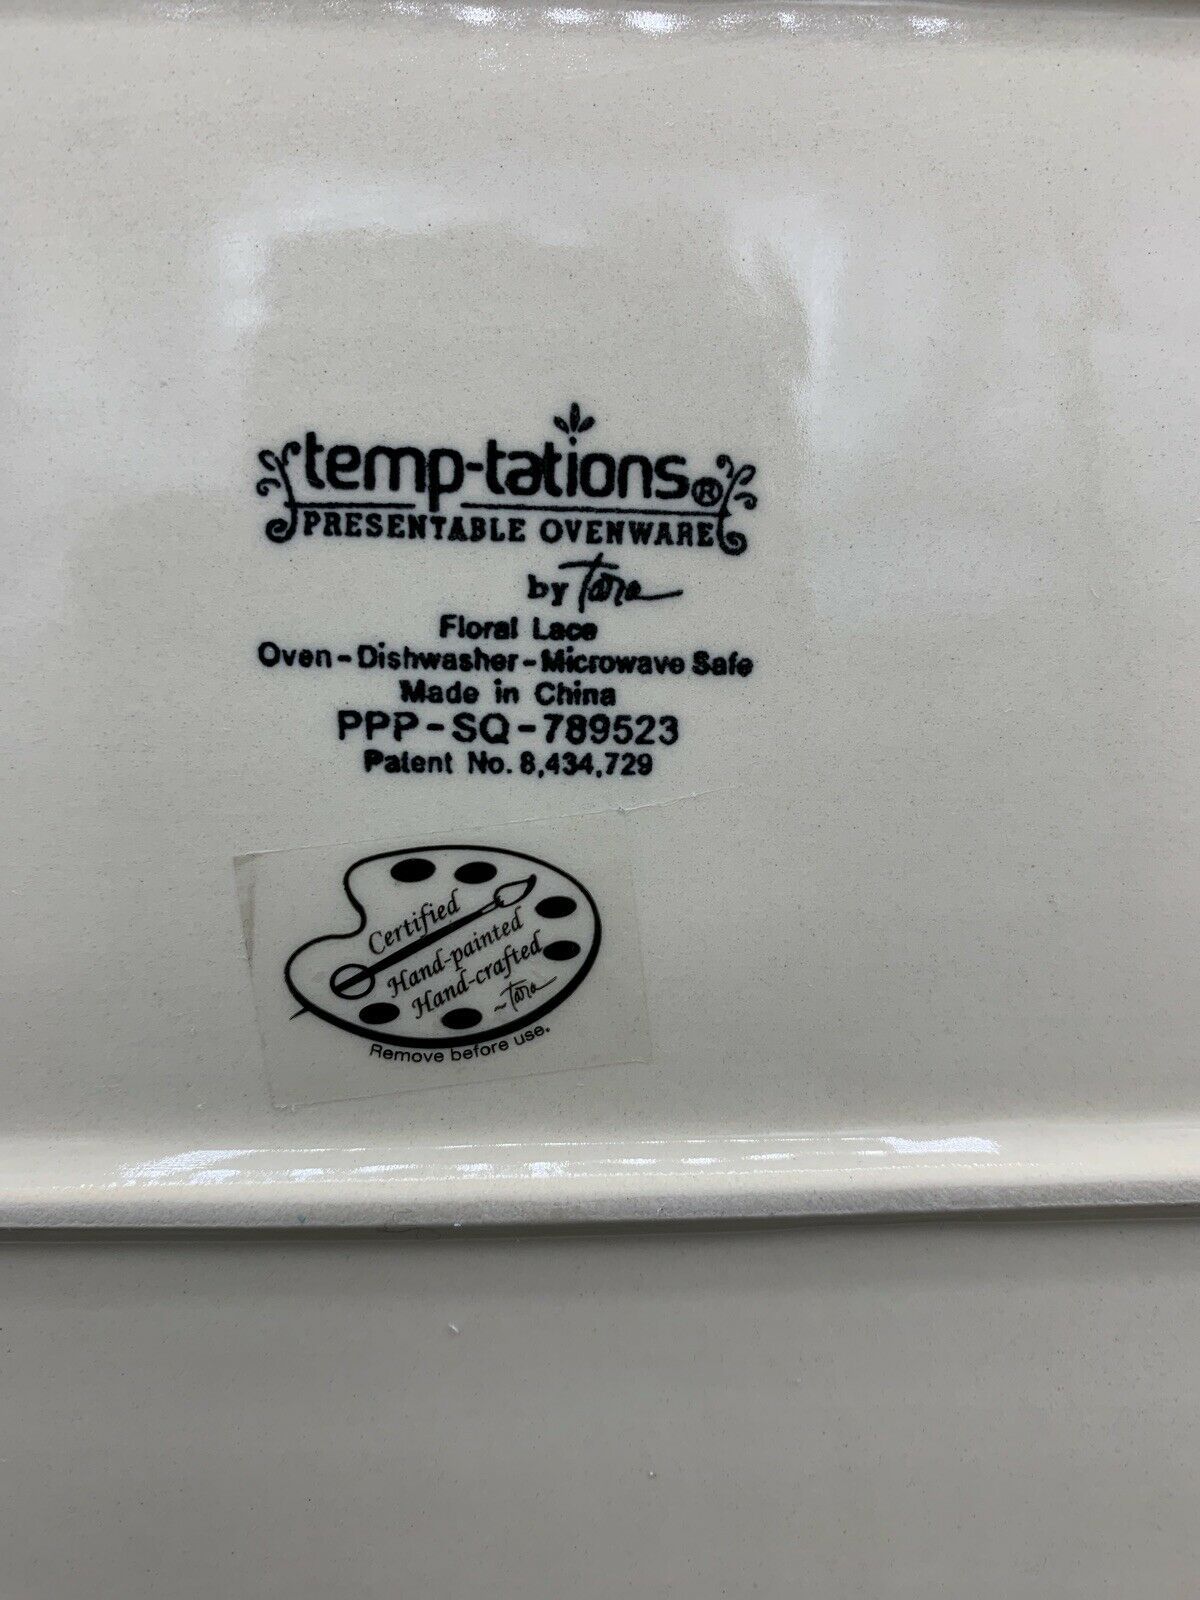 temp-tations®
PRESENTABLE OVENWARE
by Tara
Floral Lace
Oven-Dishwasher-Microwave Safe
Made in China
PPP-SQ-789523
Patent No. 8,434,729
Certified
Hand-painted
Hand-crafted
~Tara
Remove before use.